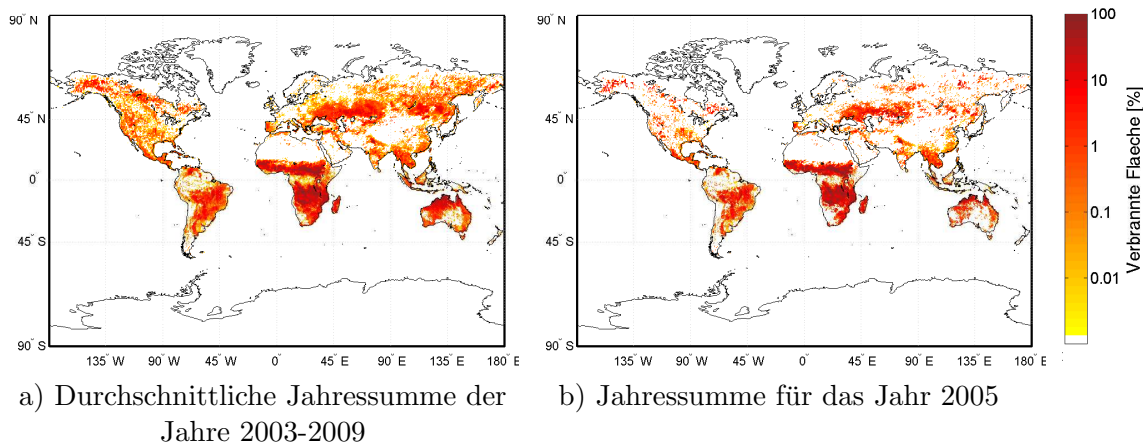 90° N
45° N
0°
45° S
90° S
135° W 90° W 45° W 0° 45° E 90° E 135° E 180° E
135° W 90° W 45° W 0° 45° E 90° E 135° E 180°
100
10
1
0.1
0.01
Verbrannte Flaeche [%]
a) Durchschnittliche Jahressumme der
Jahre 2003-2009
90° N
45° N
0°
45° S
90° S
b) Jahressumme für das Jahr 2005